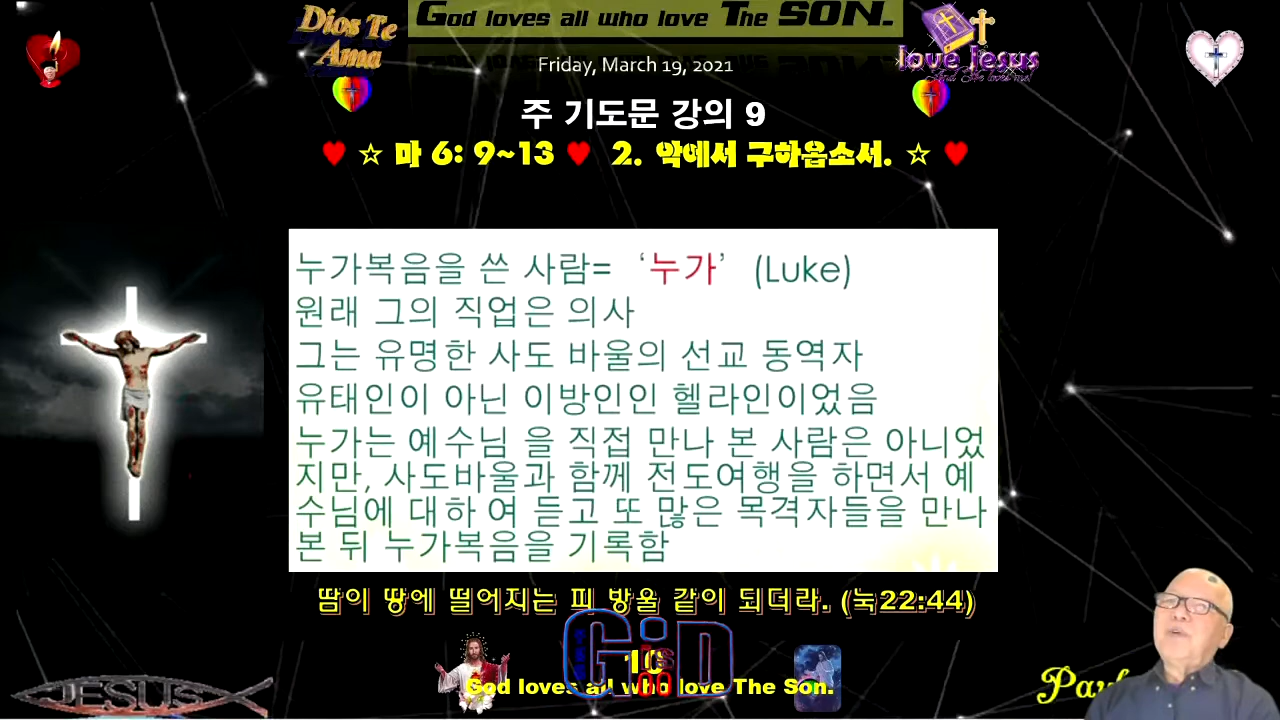 Dios Te
Ama
God loves all who love The SON.
love Jesus
And He loves me!
Friday, March 19, 2021
주 기도문 강의 9
♥ ☆ 마 6: 9~13 ♥ 2. 악에서 구하옵소서. ☆ ♥
누가복음을 쓴 사람= ‘누가’ (Luke)
원래 그의 직업은 의사
그는 유명한 사도 바울의 선교 동역자
유태인이 아닌 이방인인 헬라인이었음
누가는 예수님 을 직접 만나 본 사람은 아니었
지만, 사도바울과 함께 전도여행을 하면서 예
수님에 대하 여 듣고 또 많은 목격자들을 만나
본 뒤 누가복음을 기록함
땀이 땅에 떨어지는 피 방울 같이 되더라. (눅22:44)
GiD
10
God loves all who love The Son.
JESUS